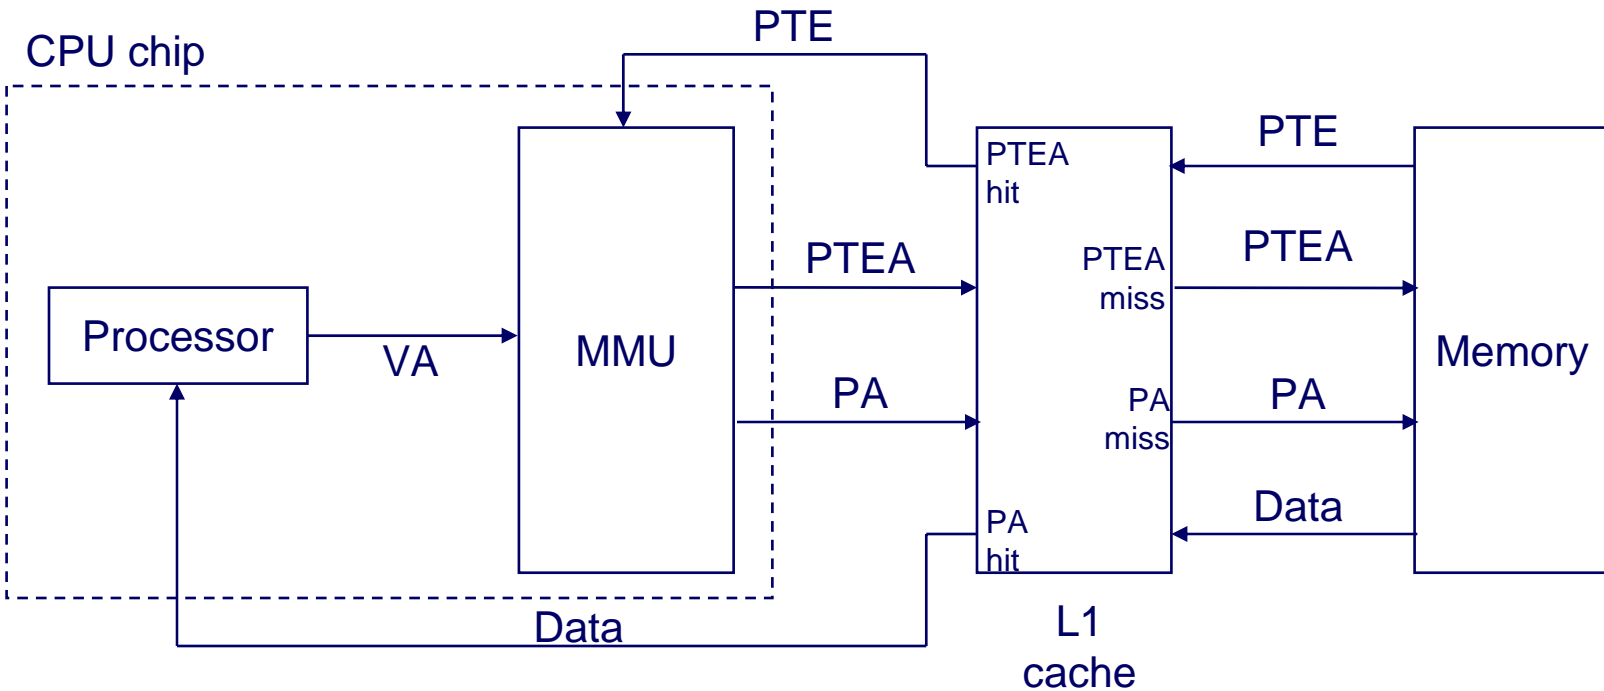 PTE
CPU chip
PTE
PTEA
hit
PTEA
PTEA
miss
PTEA
Processor
VA
MMU
Memory
PA
PA
miss
PA
PA
hit
Data
Data
L1
cache